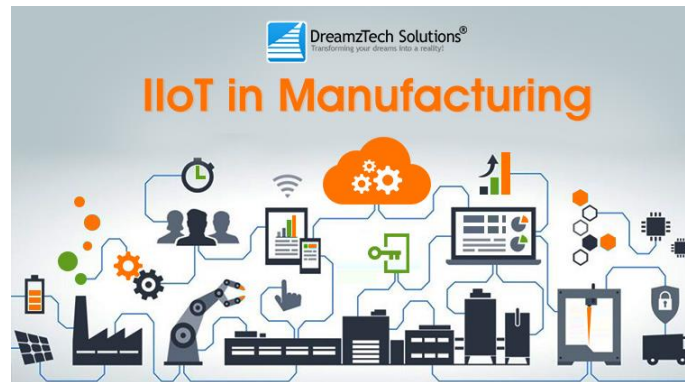 DreamzTech Solutions®
Transforming your dreams into a reality!
IIoT in Manufacturing